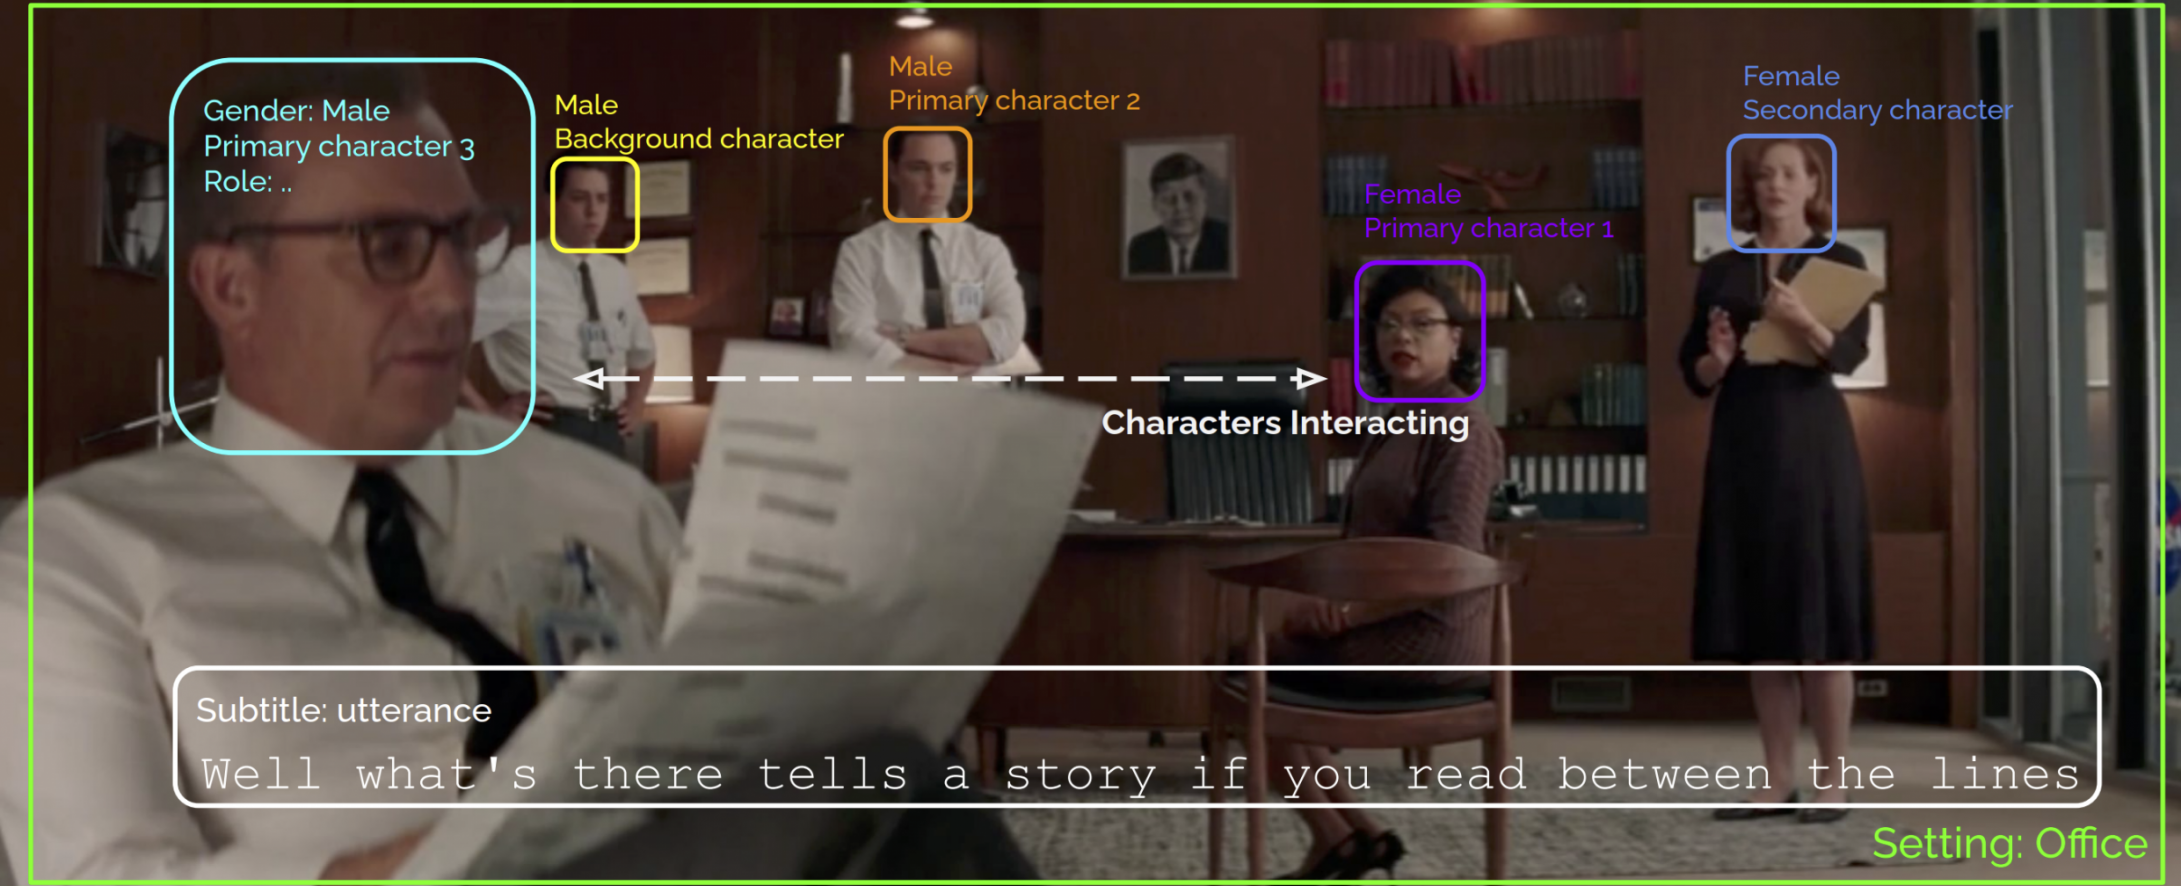 Gender: Male
Primary character 3
Role: ..
Male
Background character
Male
Primary character 2
Female
Primary character 1
Female
Secondary character
Characters Interacting
Subtitle: utterance
Well what's there tells a story if you read between the lines
Setting: Office